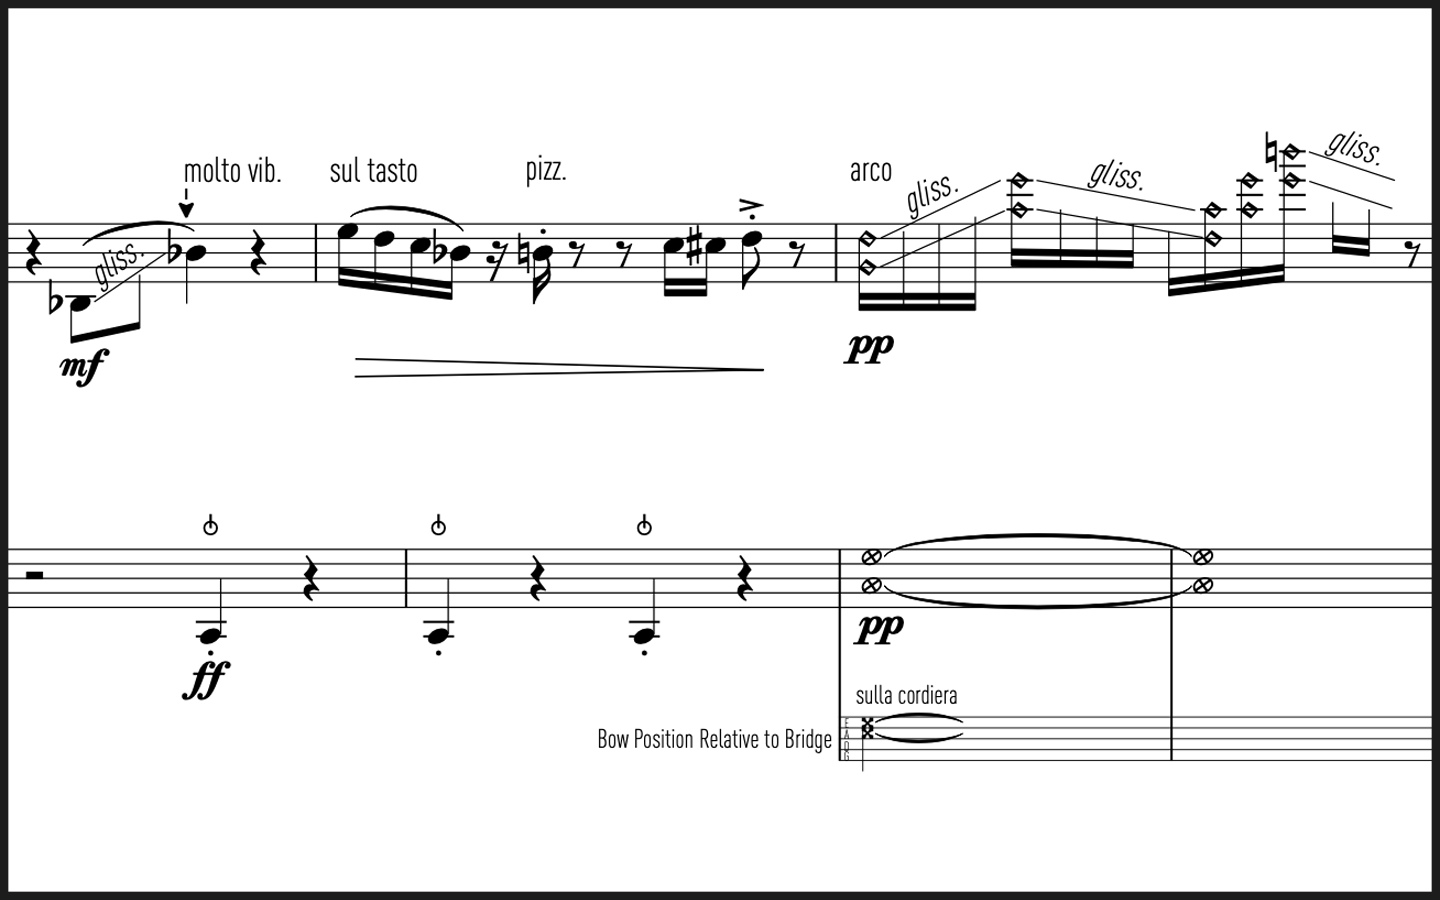 molto vib. sul tasto pizz. arco gliss. gliss. gliss.
gliss.
mf pp
ff pp
sulla cordiera
Bow Position Relative to Bridge